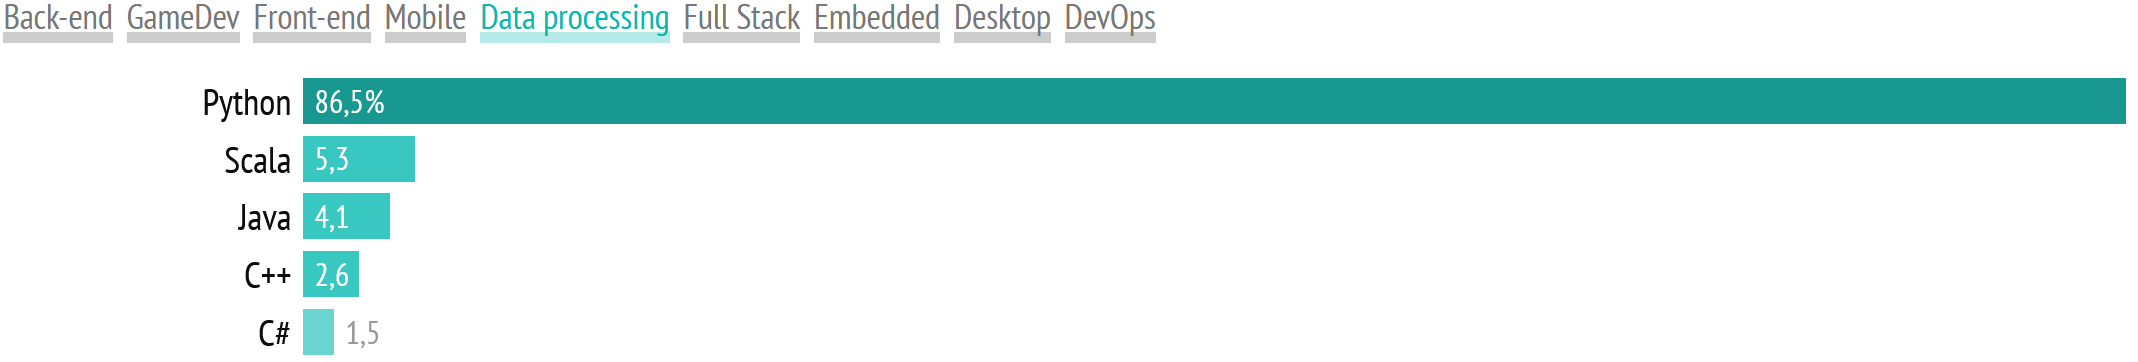 Back-end GameDev Front-end Mobile Data processing Full Stack Embedded Desktop DevOps
Python 86,5%
Scala 5,3
Java 4,1
C++ 2,6
C# 1,5